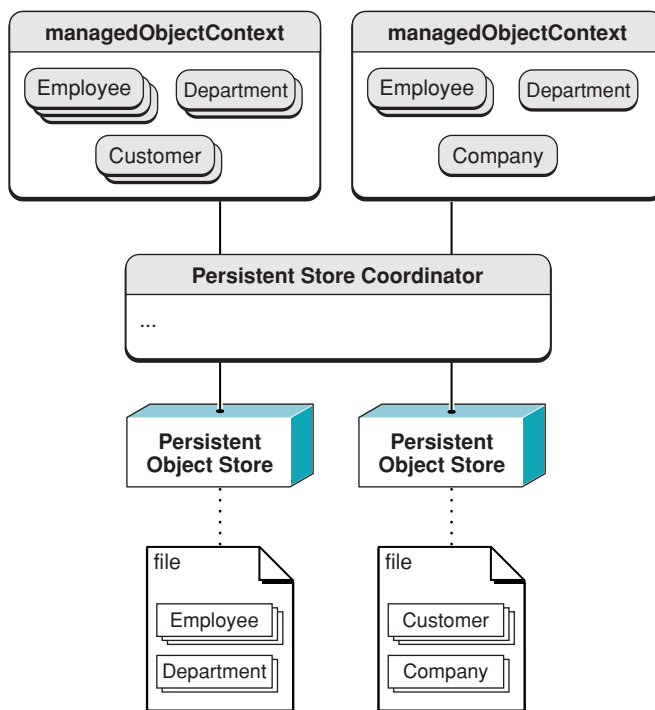 managedObjectContext
Employee
Department
Customer
managedObjectContext
Employee
Department
Company
Persistent Store Coordinator
...
Persistent
Object Store
Persistent
Object Store
file
Employee
Department
file
Customer
Company